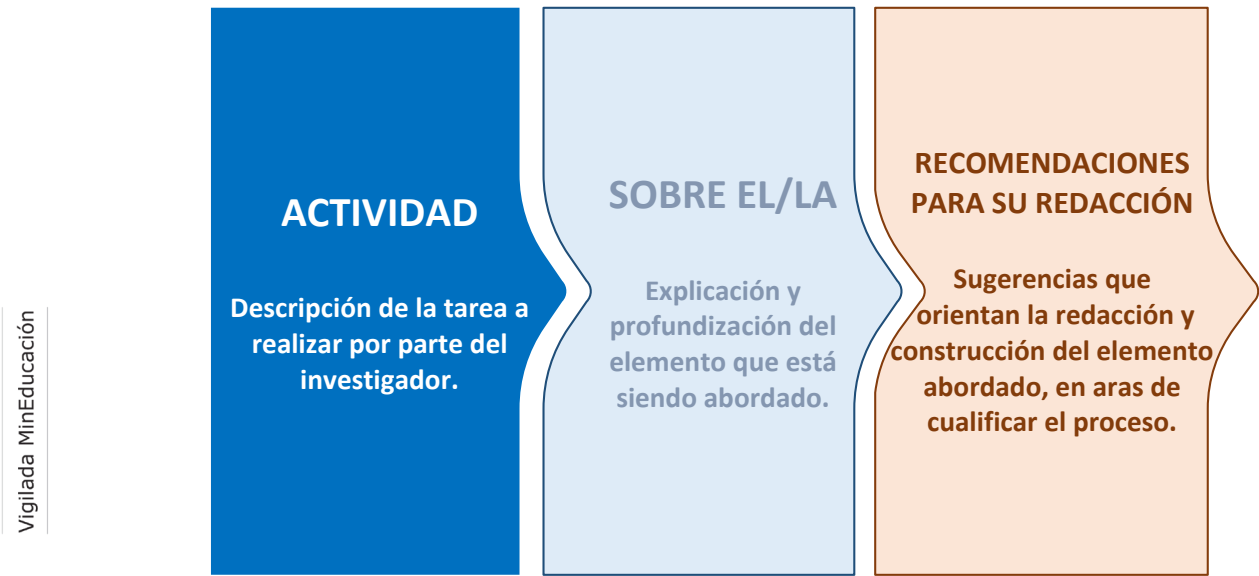 ACTIVIDAD
Descripción de la tarea a
realizar por parte del
investigador.
SOBRE EL/LA
Explicación y
profundización del
elemento que está
siendo abordado.
RECOMENDACIONES
PARA SU REDACCIÓN
Sugerencias que
orientan la redacción y
construcción del elemento
abordado, en aras de
cualificar el proceso.
Vigilada MinEducación